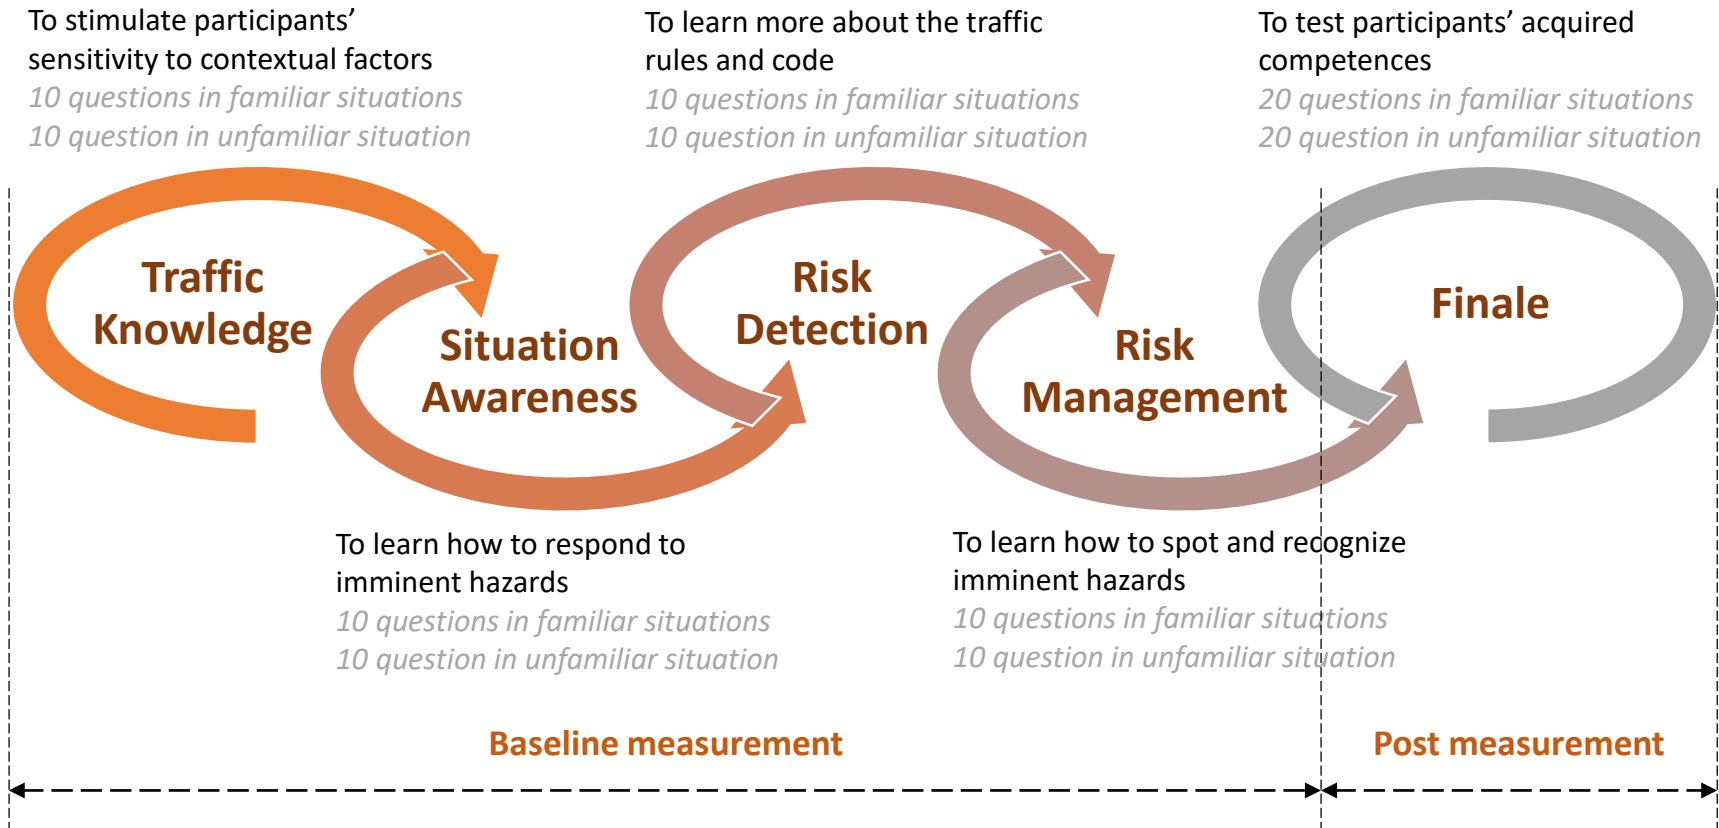 To stimulate participants’
sensitivity to contextual factors
10 questions in familiar situations
10 question in unfamiliar situation
To learn more about the traffic
rules and code
10 questions in familiar situations
10 question in unfamiliar situation
To test participants’ acquired
competences
20 questions in familiar situations
20 question in unfamiliar situation
Traffic
Knowledge
Situation
Awareness
Risk
Detection
Risk
Management
Finale
To learn how to respond to
imminent hazards
10 questions in familiar situations
10 question in unfamiliar situation
To learn how to spot and recognize
imminent hazards
10 questions in familiar situations
10 question in unfamiliar situation
Baseline measurement
Post measurement